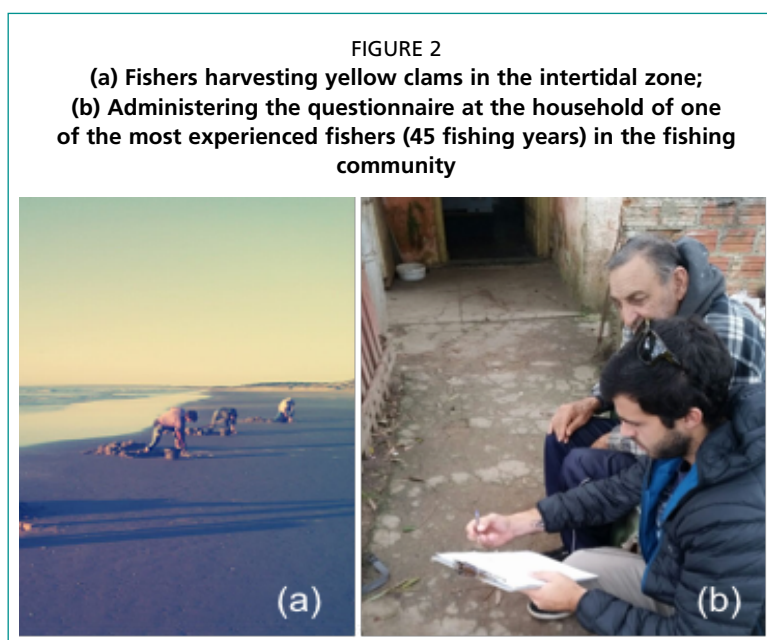 FIGURE 2
(a) Fishers harvesting yellow clams in the intertidal zone;
(b) Administering the questionnaire at the household of one
of the most experienced fishers (45 fishing years) in the fishing
community
(a)
(b)